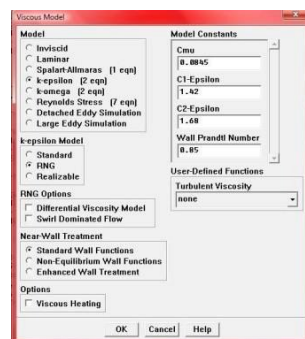 Viscous Model
Model
Inviscid
Laminar
Spalart-Allmaras (1 eqn)
k-epsilon (2 eqn)
k-omega (2 eqn)
Reynolds Stress (7 eqn)
Detached Eddy Simulation
Large Eddy Simulation
k-epsilon Model
Standard
RNG
Realizable
RNG Options
Differential Viscosity Model
Swirl Dominated Flow
Near-Wall Treatment
Standard Wall Functions
Non-Equilibrium Wall Functions
Enhanced Wall Treatment
Options
Viscous Heating
Model Constants
Cmu
0.0845
C1-Epsilon
1.42
C2-Epsilon
1.68
Wall Prandtl Number
0.85
User-Defined Functions
Turbulent Viscosity
none
OK Cancel Help